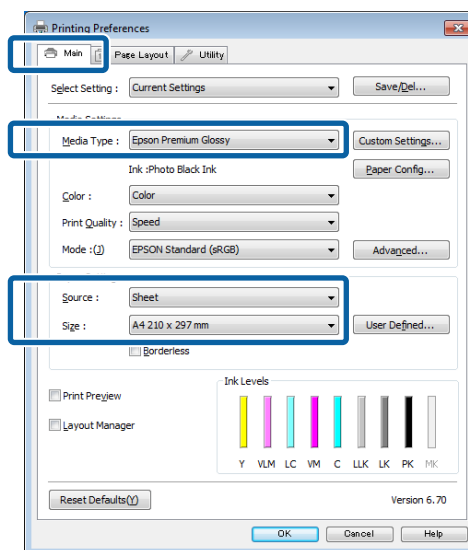 Printing Preferences
Main Page Layout Utility
Select Setting : Current Settings Save/Del...
Media Type : Epson Premium Glossy Custom Settings...
Ink :Photo Black Ink Paper Config...
Color : Color
Print Quality : Speed
Mode :(J) EPSON Standard (sRGB) Advanced...
Source : Sheet
Size : A4 210 x 297 mm User Defined...
Borderless
Print Preview
Layout Manager
Ink Levels
Y VLM LC VM C LLK LK PK MK
Reset Defaults(Y) Version 6.70
OK Cancel Help